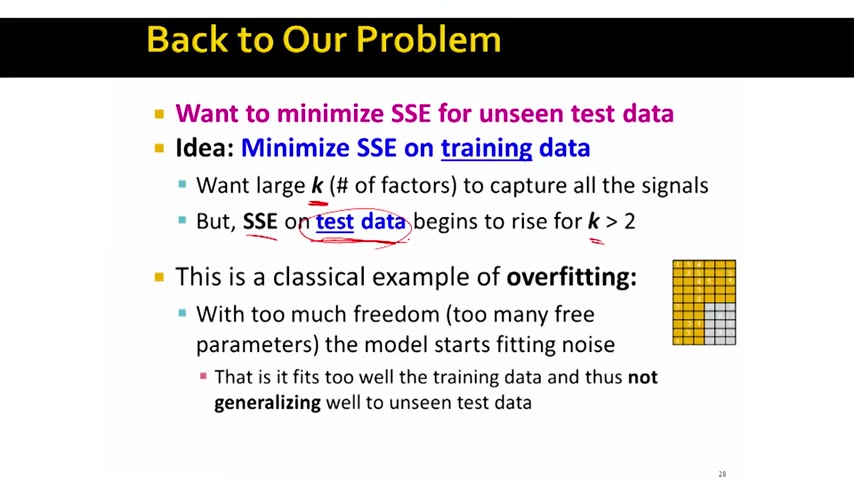 Back to Our Problem
Want to minimize SSE for unseen test data
Idea: Minimize SSE on training data
Want large k (# of factors) to capture all the signals
But, SSE on test data begins to rise for k > 2
This is a classical example of overfitting:
With too much freedom (too many free
parameters) the model starts fitting noise
That is it fits too well the training data and thus not
generalizing well to unseen test data
20